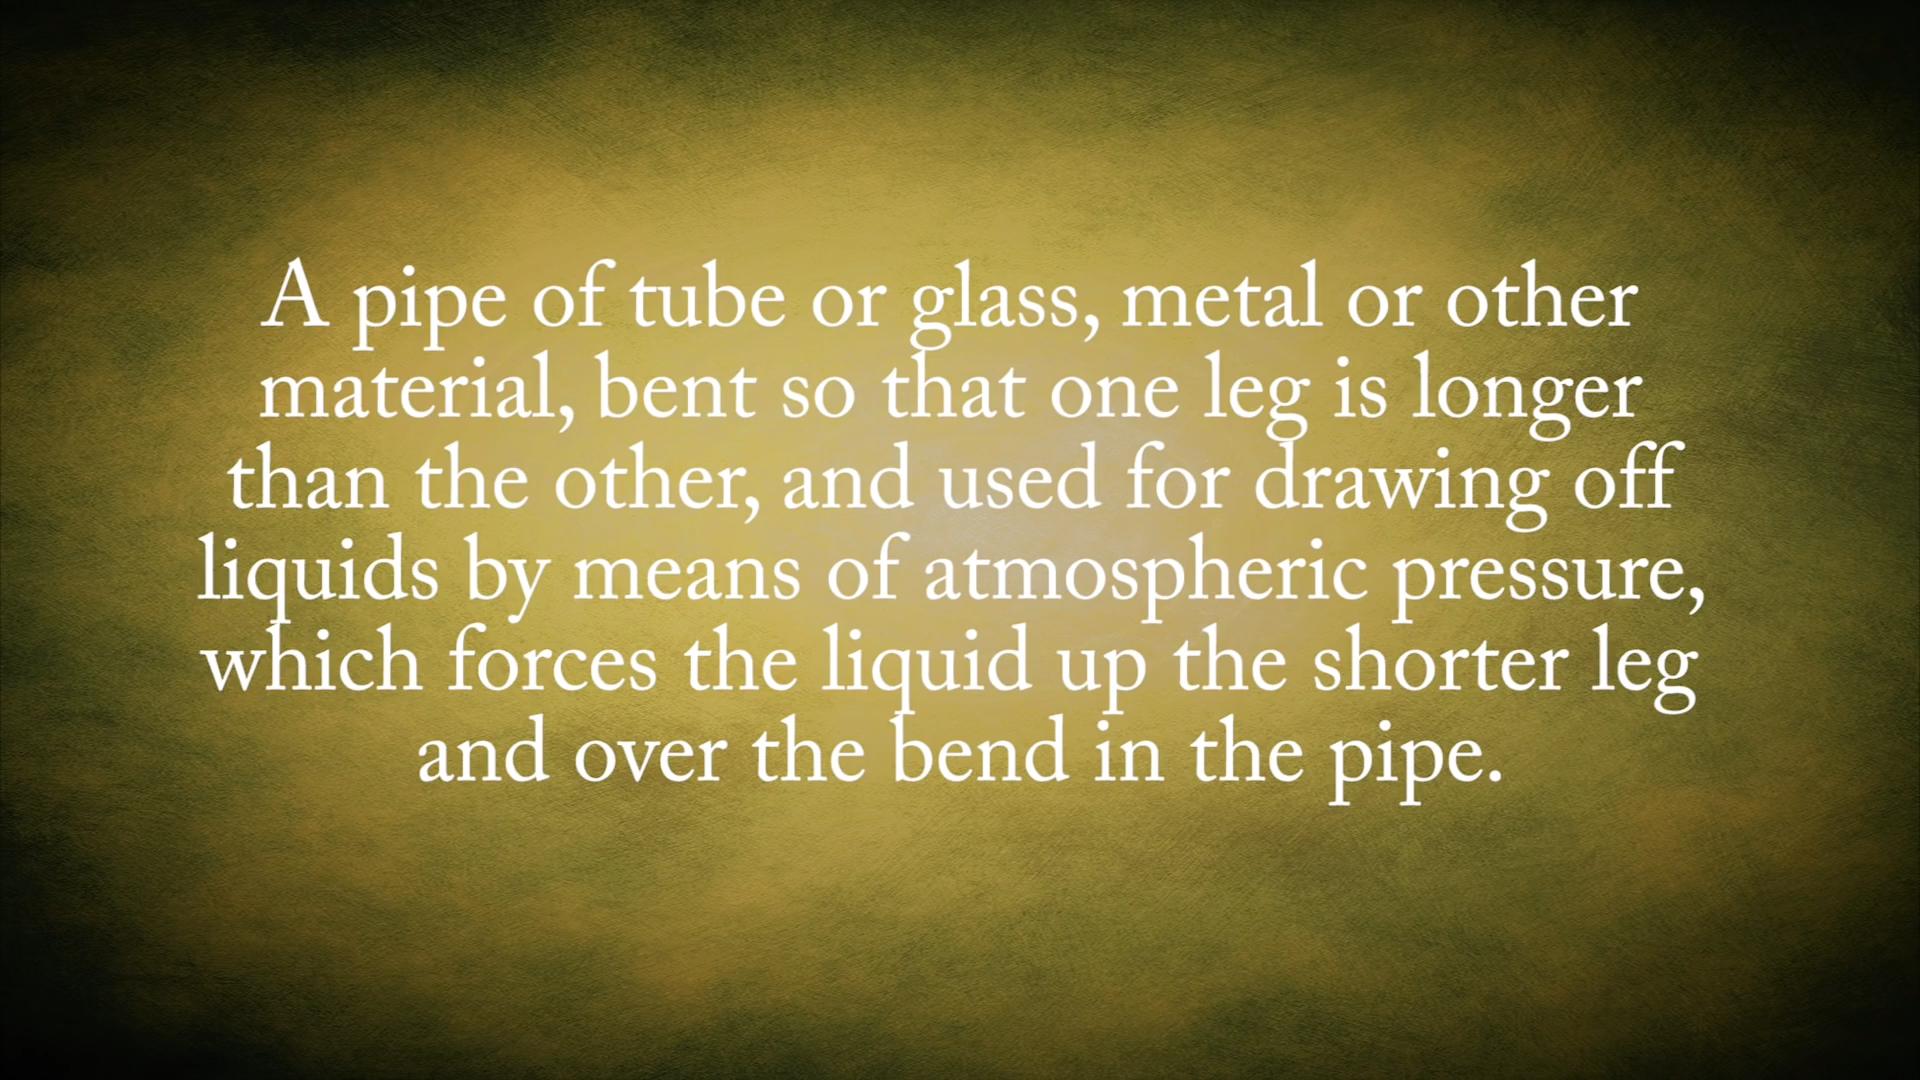 A pipe of tube or glass, metal or other
material, bent so that one leg is longer
than the other, and used for drawing off
liquids by means of atmospheric pressure,
which forces the liquid up the shorter leg
and over the bend in the pipe.